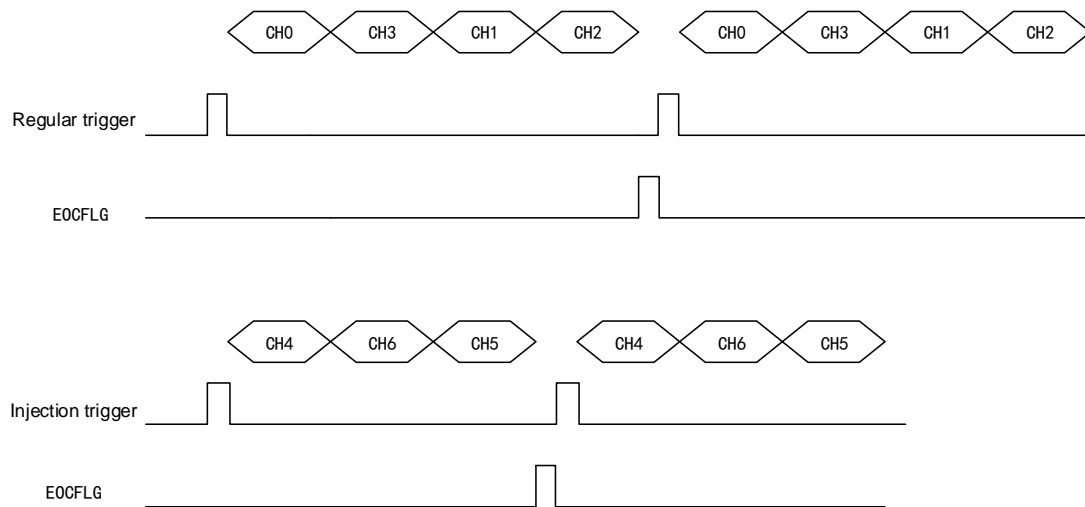 CH0 CH3 CH1 CH2 CH0 CH3 CH1 CH2
Regular trigger
EOCFLG
CH4 CH6 CH5 CH4 CH6 CH5
Injection trigger
EOCFLG